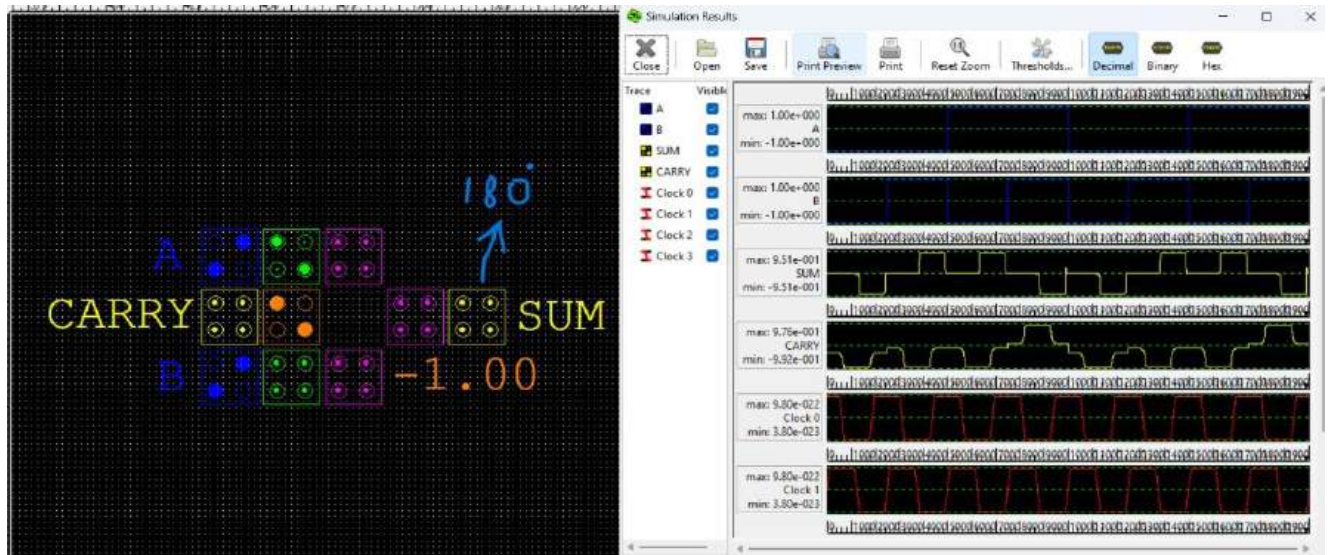 180°
A
CARRY
SUM
B
-1.00
Simulation Results
Close
Open
Save
Print Preview
Print
Reset Zoom
Thresholds...
Decimal
Binary
Hex
Trace Visible
A
B
SUM
CARRY
Clock 0
Clock 1
Clock 2
Clock 3
max: 1.00e+000
A
min: -1.00e+000
max: 1.00e+000
B
min: -1.00e+000
max: 9.51e-001
SUM
min: -9.51e-001
max: 9.76e-001
CARRY
min: -9.92e-001
max: 9.80e-022
Clock 0
min: 3.80e-023
max: 9.80e-022
Clock 1
min: 3.80e-023